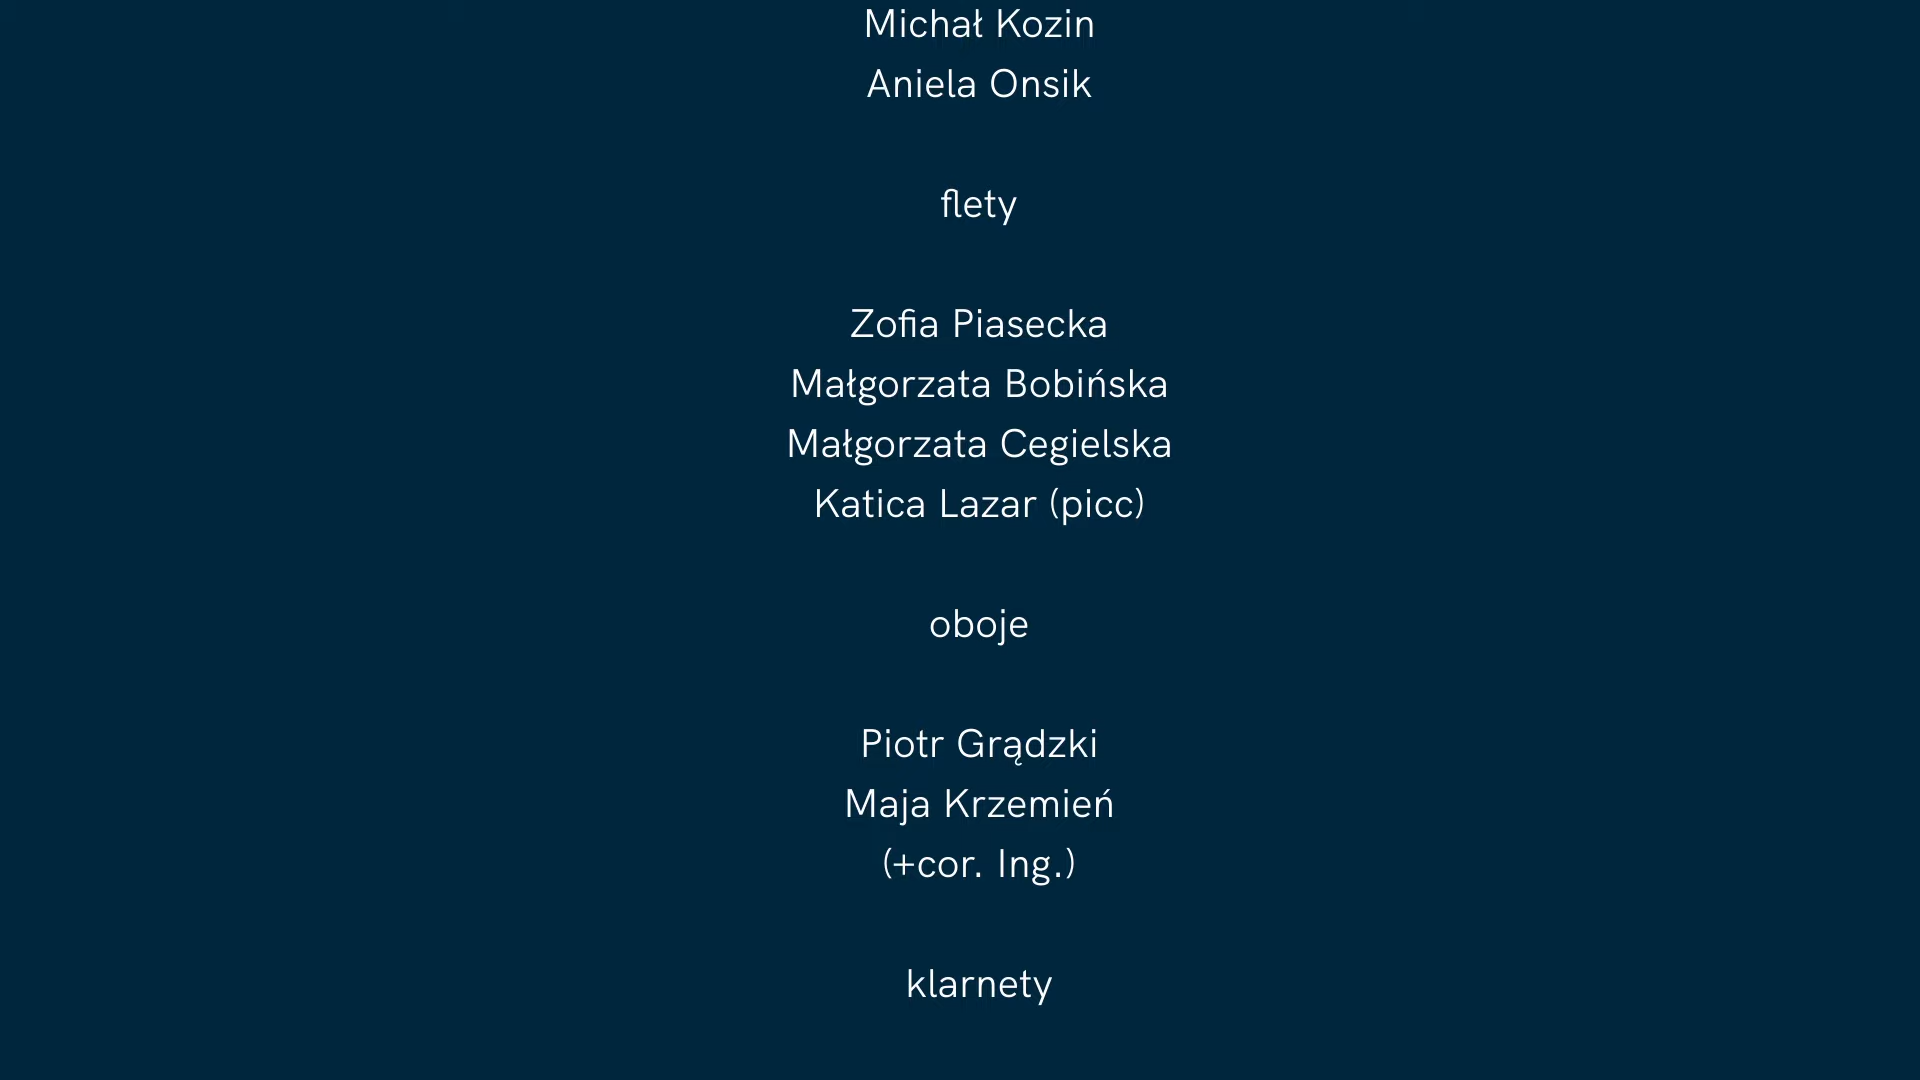 Michał Kozin
Aniela Onsik
flety
Zofia Piasecka
Małgorzata Bobińska
Małgorzata Cegielska
Katica Lazar (picc)
oboje
Piotr Grądzki
Maja Krzemień
(+cor. Ing.)
klarnety